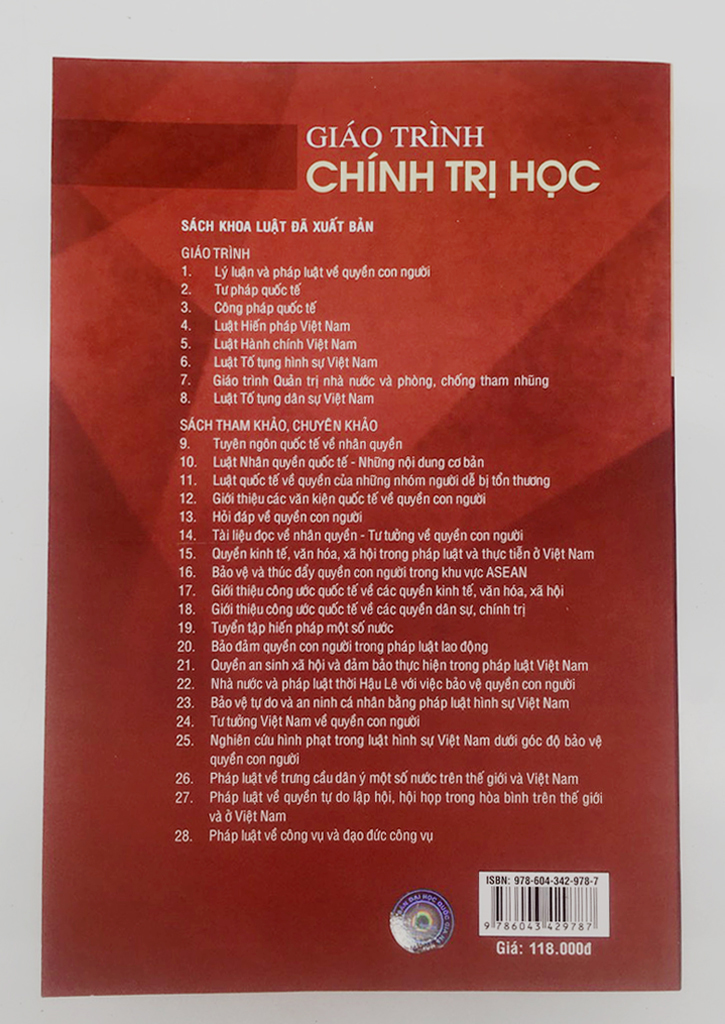 GIÁO TRÌNH
CHÍNH TRỊ HỌC
SÁCH KHOA LUẬT ĐÃ XUẤT BẢN
GIÁO TRÌNH
1. Lý luận và pháp luật về quyền con người
2. Tư pháp quốc tế
3. Công pháp quốc tế
4. Luật Hiến pháp Việt Nam
5. Luật Hành chính Việt Nam
6. Luật Tố tụng hình sự Việt Nam
7. Giáo trình Quản trị nhà nước và phòng, chống tham nhũng
8. Luật Tố tụng dân sự Việt Nam
SÁCH THAM KHẢO, CHUYÊN KHẢO
9. Tuyên ngôn quốc tế về nhân quyền
10. Luật Nhân quyền quốc tế - Những nội dung cơ bản
11. Luật quốc tế về quyền của những nhóm người dễ bị tổn thương
12. Giới thiệu các văn kiện quốc tế về quyền con người
13. Hỏi đáp về quyền con người
14. Tài liệu đọc về nhân quyền - Tư tưởng về quyền con người
15. Quyền kinh tế, văn hóa, xã hội trong pháp luật và thực tiễn ở Việt Nam
16. Bảo vệ và thúc đẩy quyền con người trong khu vực ASEAN
17. Giới thiệu công ước quốc tế về các quyền kinh tế, văn hóa, xã hội
18. Giới thiệu công ước quốc tế về các quyền dân sự, chính trị
19. Tuyển tập hiến pháp một số nước
20. Bảo đảm quyền con người trong pháp luật lao động
21. Quyền an sinh xã hội và đảm bảo thực hiện trong pháp luật Việt Nam
22. Nhà nước và pháp luật thời Hậu Lê với việc bảo vệ quyền con người
23. Bảo vệ tự do và an ninh cá nhân bằng pháp luật hình sự Việt Nam
24. Tư tưởng Việt Nam về quyền con người
25. Nghiên cứu hình phạt trong luật hình sự Việt Nam dưới góc độ bảo vệ
quyền con người
26. Pháp luật về trưng cầu dân ý một số nước trên thế giới và Việt Nam
27. Pháp luật về quyền tự do lập hội, hội họp trong hòa bình trên thế giới
và ở Việt Nam
28. Pháp luật về công vụ và đạo đức công vụ
ISBN: 978-604-342-978-7
9 786043 429787
ĐẠI HỌC QUỐC GIA
Giá: 118.000đ